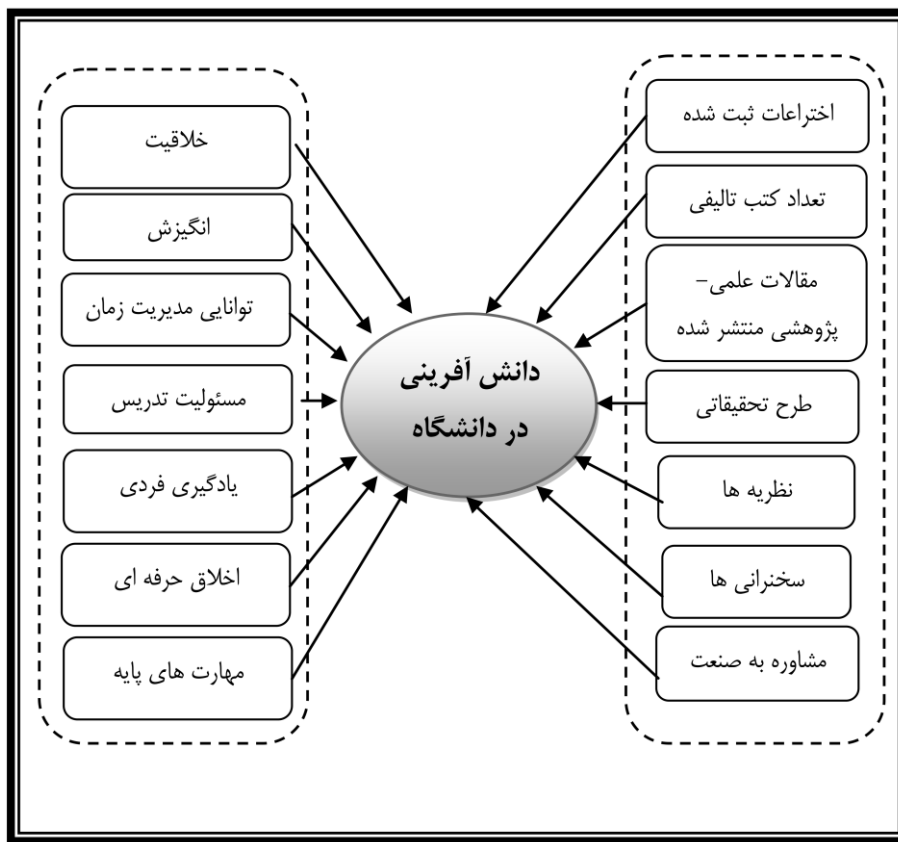 اختراعات ثبت شده
تعداد کتب تالیفی
مقالات علمی-
پژوهشی منتشر شده
طرح تحقیقاتی
نظریه ها
سخنرانی ها
مشاوره به صنعت
دانش آفرینی
در دانشگاه
خلاقیت
انگیزش
توانایی مدیریت زمان
مسئولیت تدریس
یادگیری فردی
اخلاق حرفه ای
مهارت های پایه